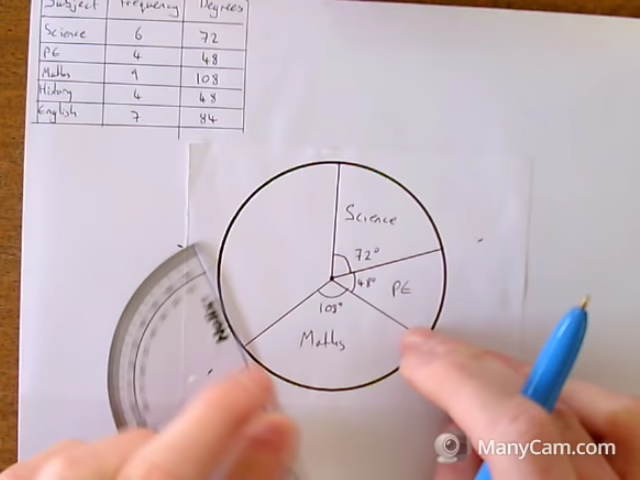 Subject Frequency Degrees
Science 6 72
PE 4 48
Maths 9 108
History 4 48
English 7 84
Science
72°
48°
PE
108°
Maths
ManyCam.com